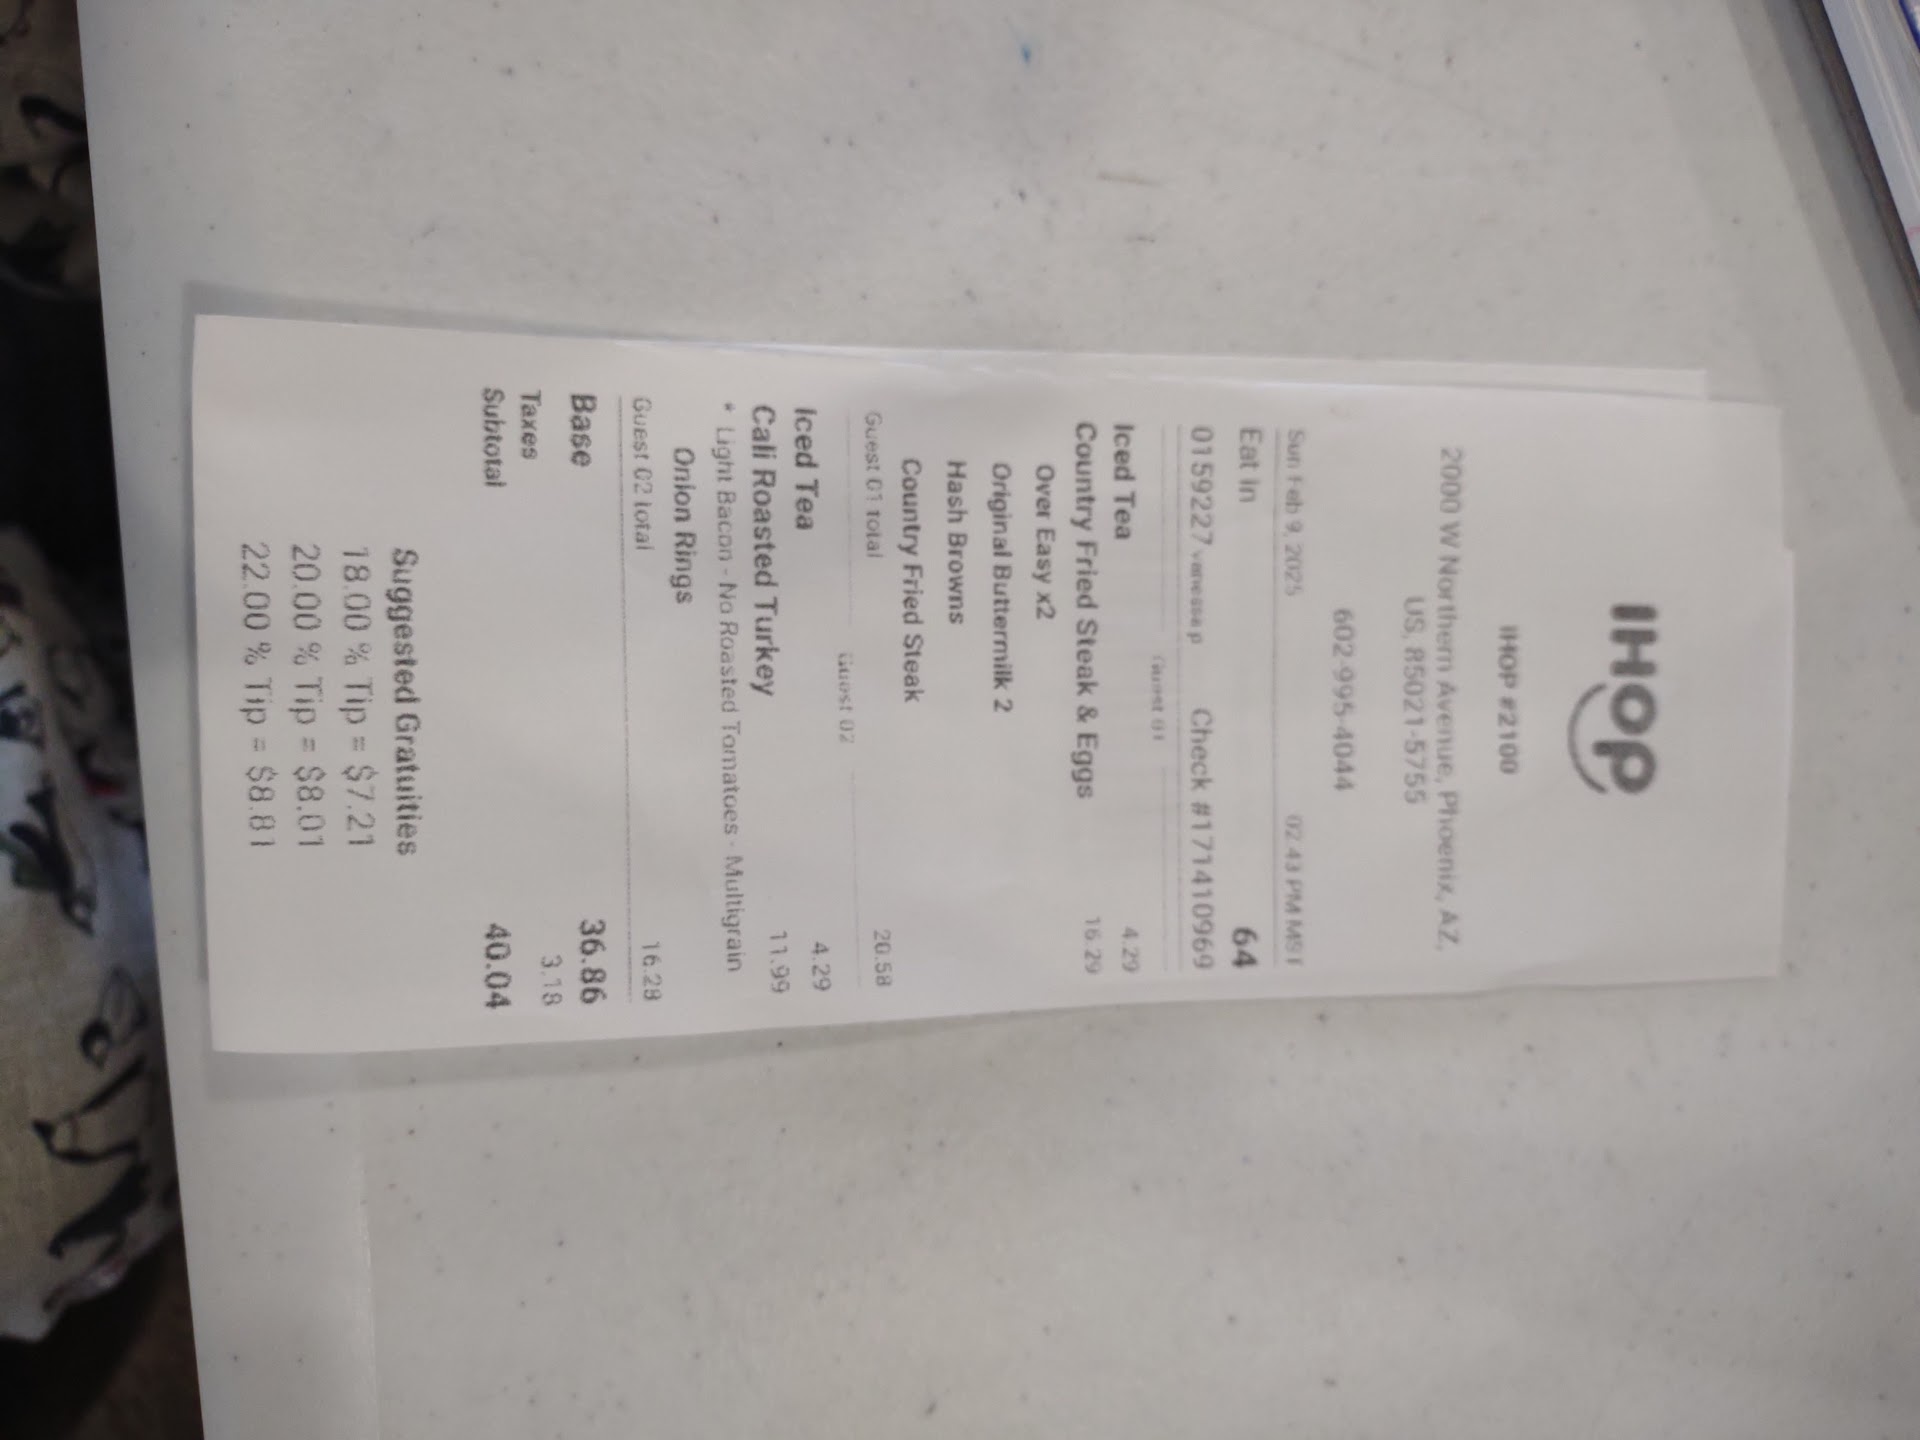 IHOP
IHOP #2100
2000 W Northern Avenue, Phoenix, AZ,
US, 85021-5755
602-995-4044
Sun Feb 9, 2025 02:43 PM MST
Eat in 64
0159227 vanessa p Check #171410969
Guest 01
Iced Tea 4.29
Country Fried Steak & Eggs 16.29
Over Easy x2
Original Buttermilk 2
Hash Browns
Country Fried Steak
Guest 01 total 20.58
Guest 02
Iced Tea 4.29
Cali Roasted Turkey 11.99
* Light Bacon - No Roasted Tomatoes - Multigrain
Onion Rings
Guest 02 total 16.28
Base 36.86
Taxes 3.18
Subtotal 40.04
Suggested Gratuities
18.00 % Tip = $7.21
20.00 % Tip = $8.01
22.00 % Tip = $8.81